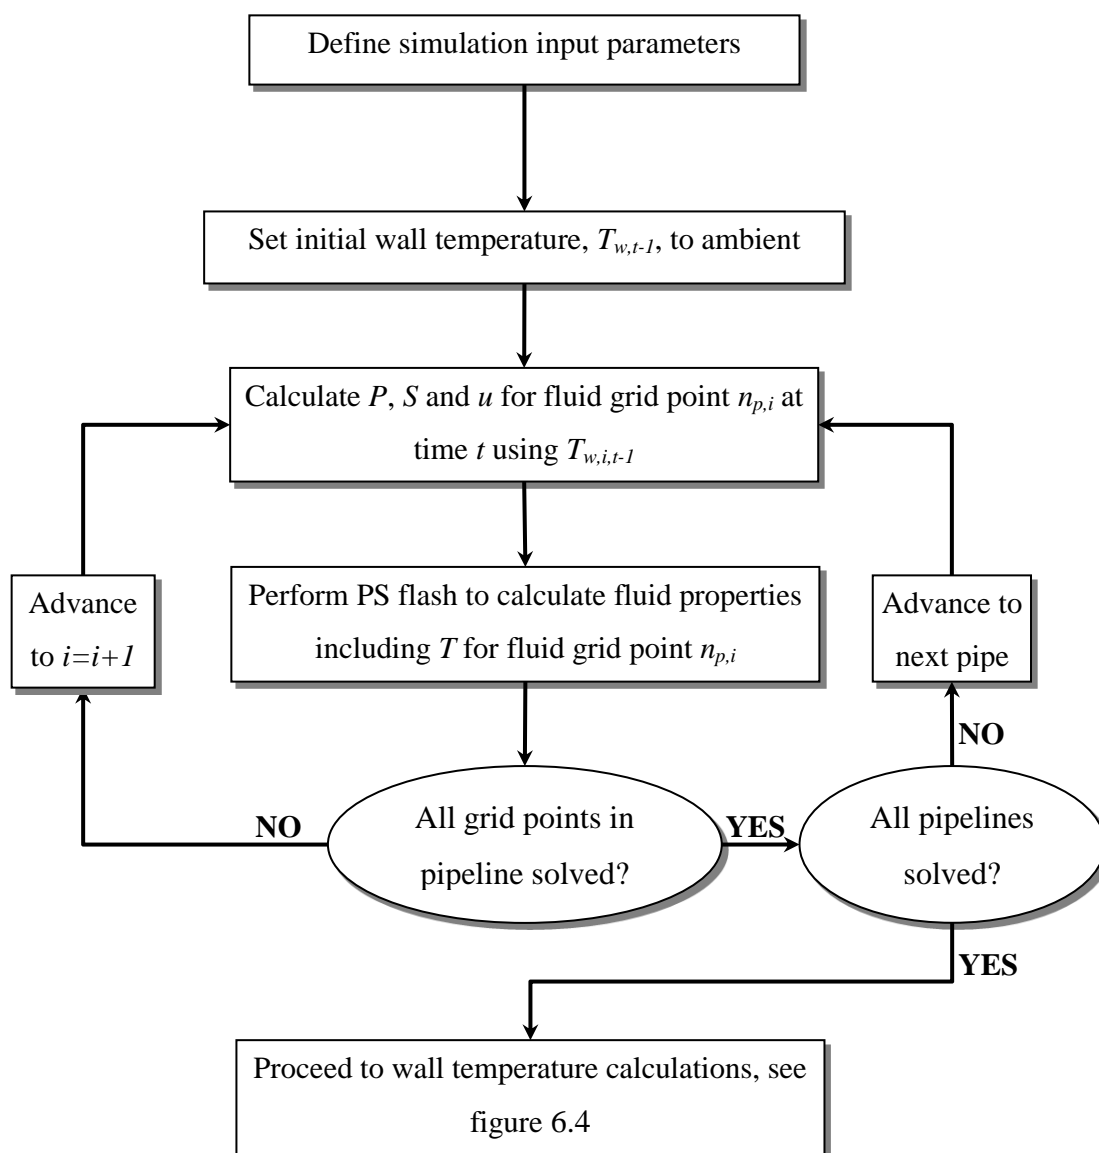 Define simulation input parameters
Set initial wall temperature, T_{w,t-1}, to ambient
Calculate P, S and u for fluid grid point n_{p,i} at
time t using T_{w,i,t-1}
Advance
to i=i+1
Perform PS flash to calculate fluid properties
including T for fluid grid point n_{p,i}
Advance to
next pipe
NO
NO
All grid points in
pipeline solved?
YES
All pipelines
solved?
YES
Proceed to wall temperature calculations, see
figure 6.4